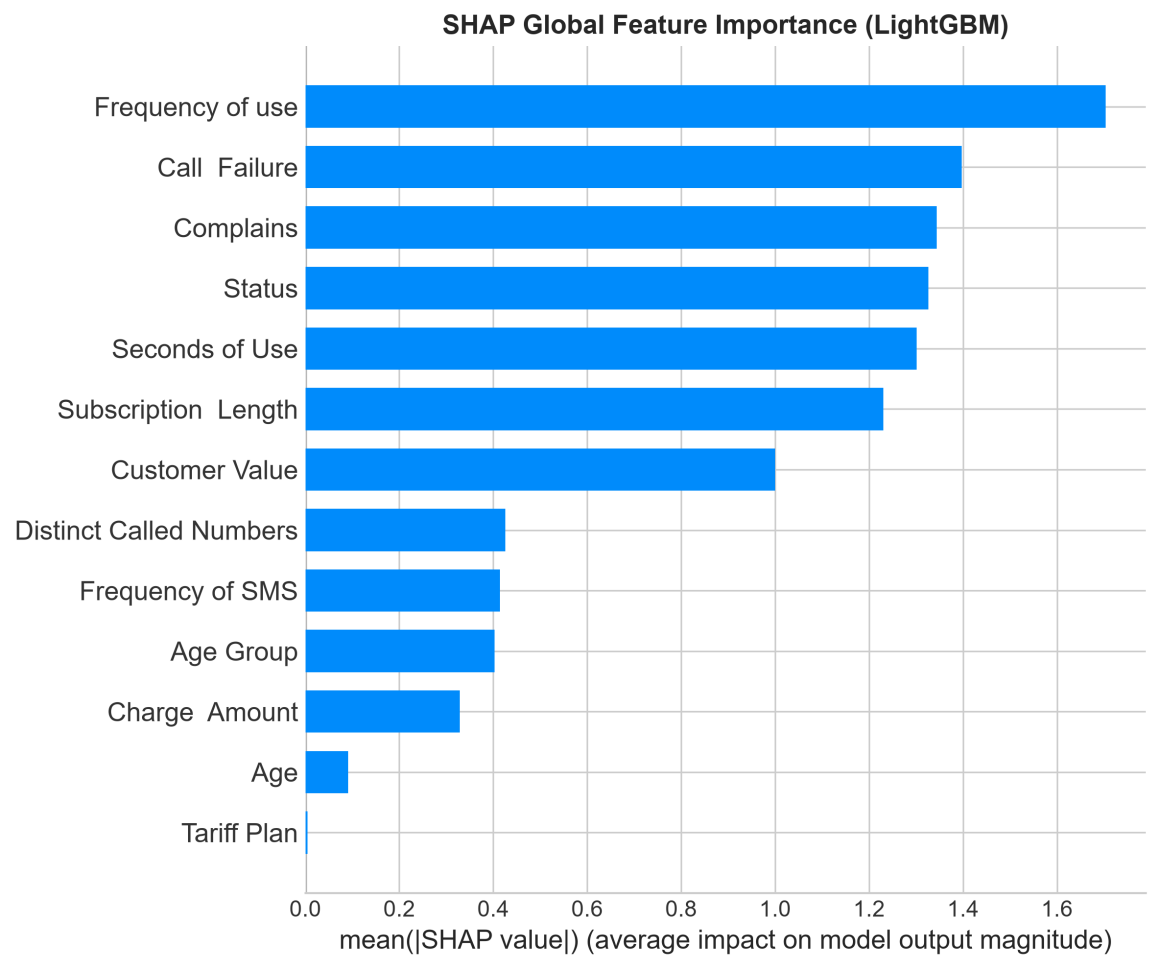 SHAP Global Feature Importance (LightGBM)
Frequency of use
Call  Failure
Complains
Status
Seconds of Use
Subscription  Length
Customer Value
Distinct Called Numbers
Frequency of SMS
Age Group
Charge  Amount
Age
Tariff Plan
0.0 0.2 0.4 0.6 0.8 1.0 1.2 1.4 1.6
mean(|SHAP value|) (average impact on model output magnitude)